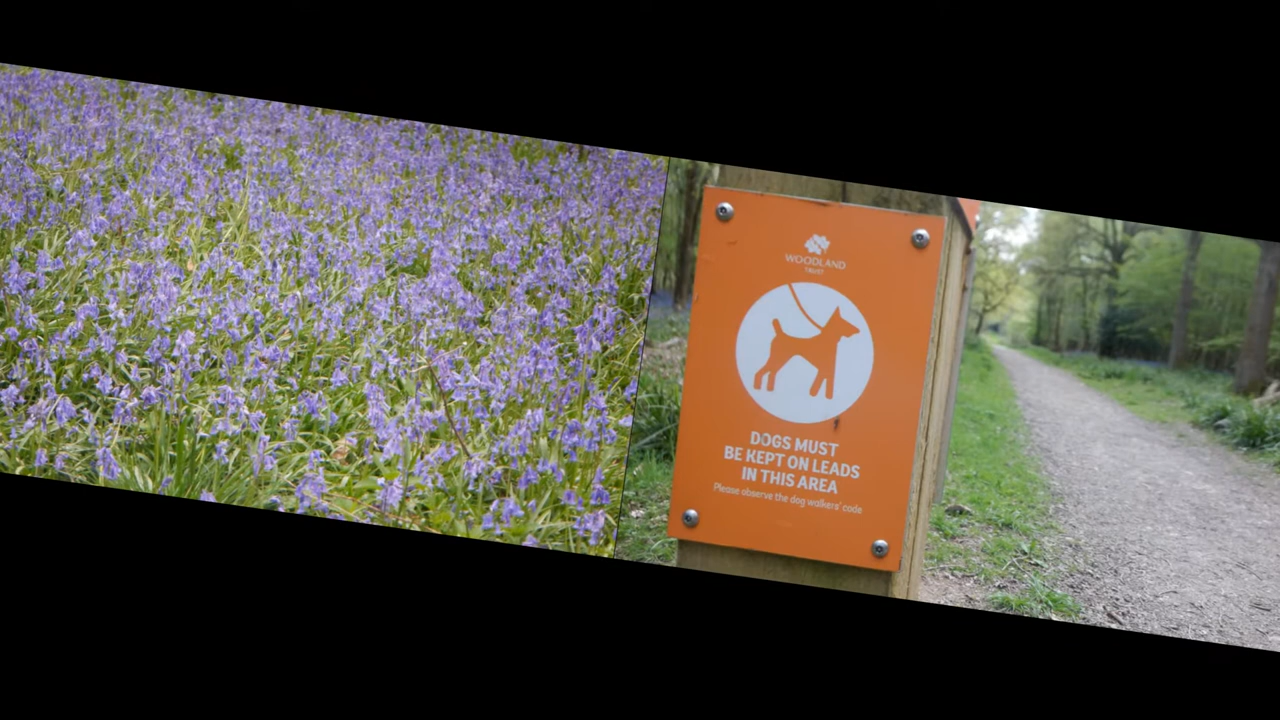 WOODLAND
TRUST
DOGS MUST
BE KEPT ON LEADS
IN THIS AREA
Please observe the dog walkers' code